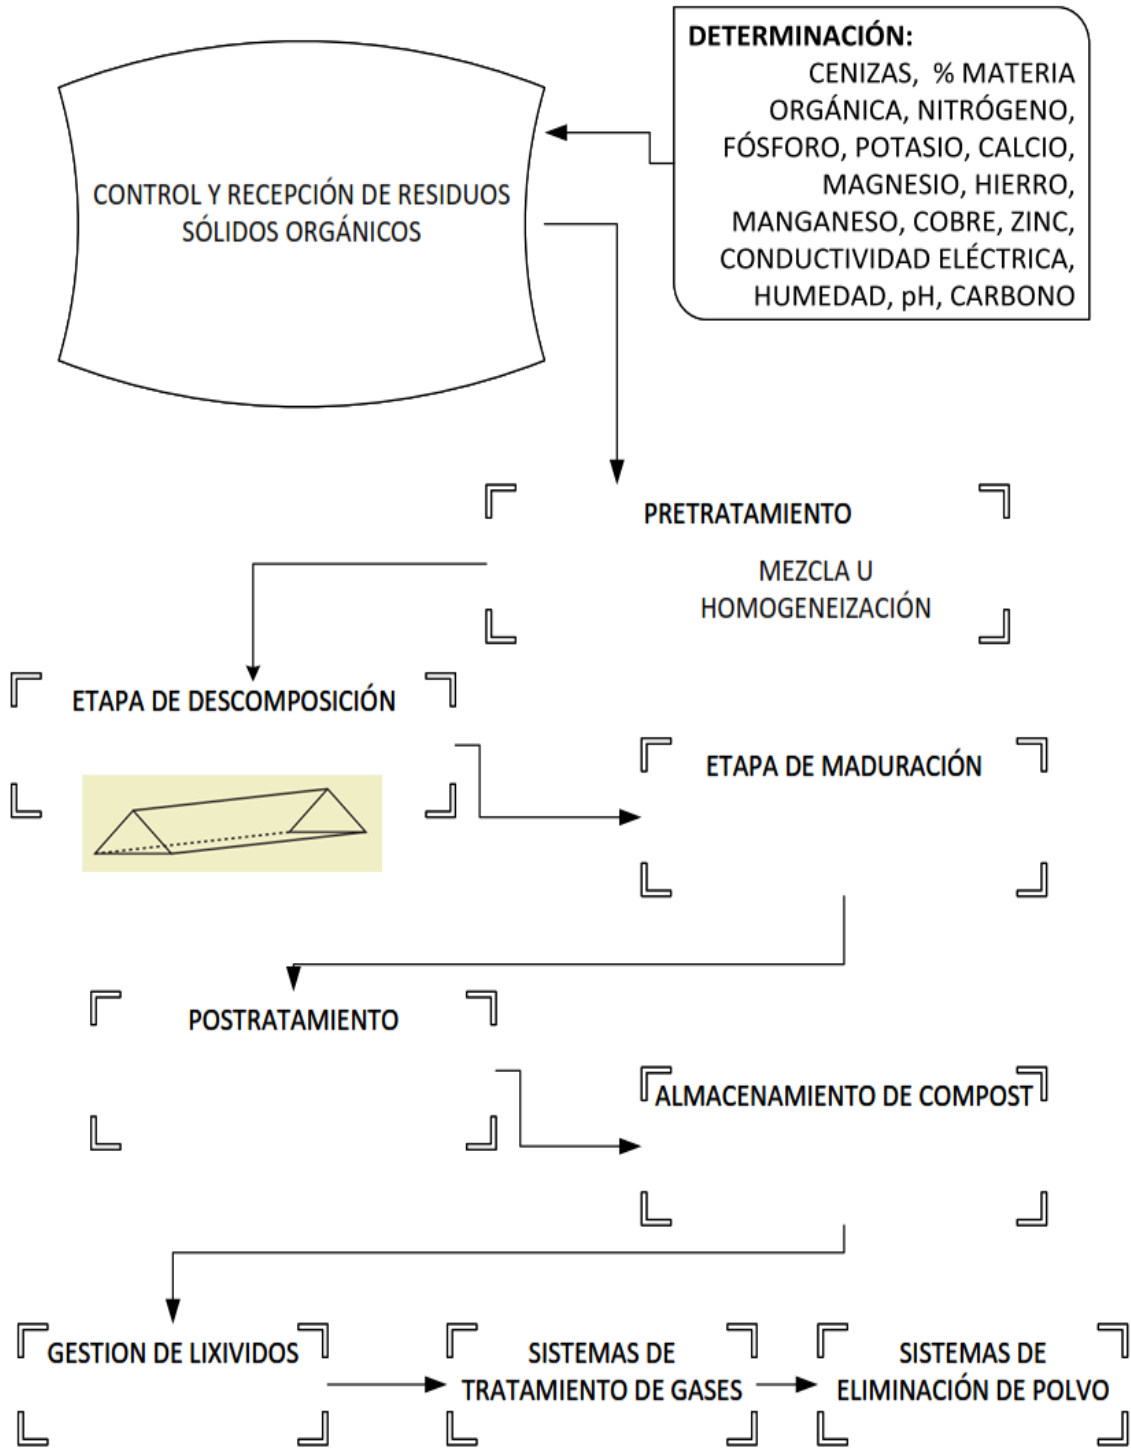 DETERMINACIÓN:
CENIZAS, % MATERIA
ORGÁNICA, NITRÓGENO,
FÓSFORO, POTASIO, CALCIO,
MAGNESIO, HIERRO,
MANGANESO, COBRE, ZINC,
CONDUCTIVIDAD ELÉCTRICA,
HUMEDAD, pH, CARBONO
CONTROL Y RECEPCIÓN DE RESIDUOS
SÓLIDOS ORGÁNICOS
PRETRATAMIENTO
MEZCLA U
HOMOGENEIZACIÓN
ETAPA DE DESCOMPOSICIÓN
ETAPA DE MADURACIÓN
POSTRATAMIENTO
ALMACENAMIENTO DE COMPOST
GESTION DE LIXIVIDOS
SISTEMAS DE
TRATAMIENTO DE GASES
SISTEMAS DE
ELIMINACIÓN DE POLVO